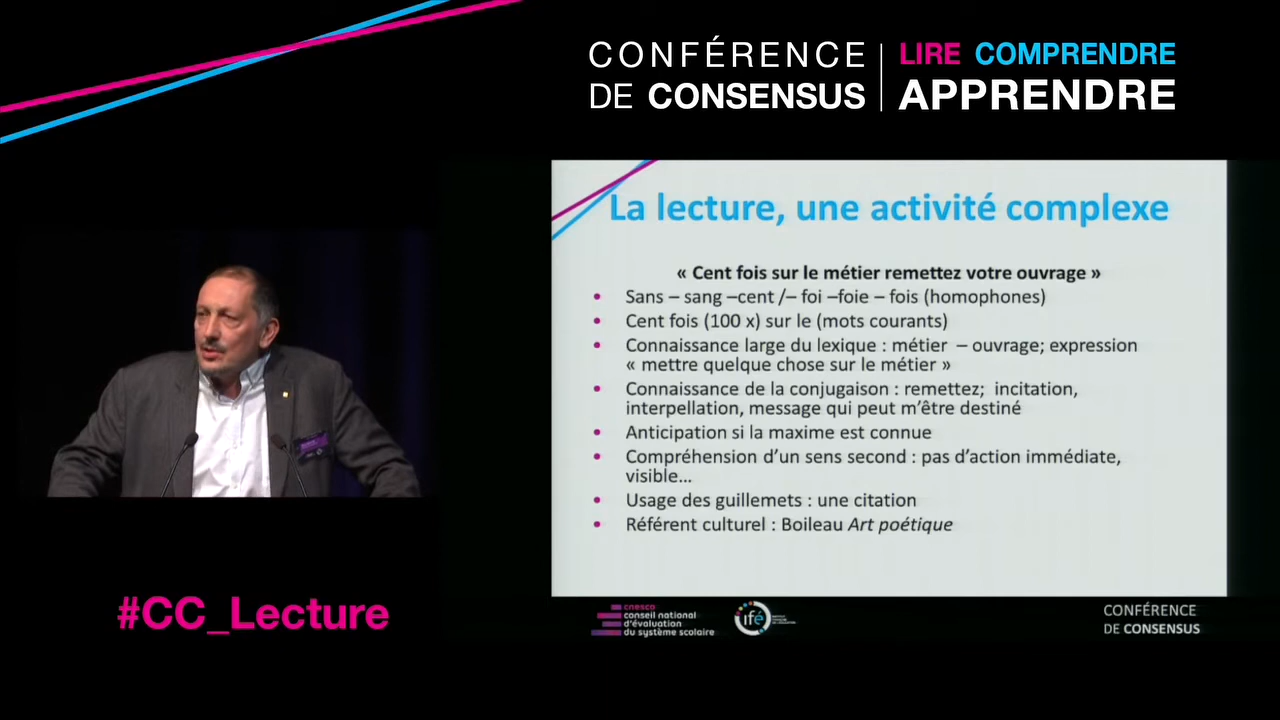 CONFÉRENCE
DE CONSENSUS
LIRE COMPRENDRE
APPRENDRE
La lecture, une activité complexe
« Cent fois sur le métier remettez votre ouvrage »
• Sans – sang –cent /– foi –foie – fois (homophones)
• Cent fois (100 x) sur le (mots courants)
• Connaissance large du lexique : métier – ouvrage; expression
« mettre quelque chose sur le métier »
• Connaissance de la conjugaison : remettez; incitation,
interpellation, message qui peut m’être destiné
• Anticipation si la maxime est connue
• Compréhension d’un sens second : pas d’action immédiate,
visible…
• Usage des guillemets : une citation
• Référent culturel : Boileau Art poétique
#CC_Lecture
cnesco
conseil national
d'évaluation
du système scolaire
ifé
CONFÉRENCE
DE CONSENSUS